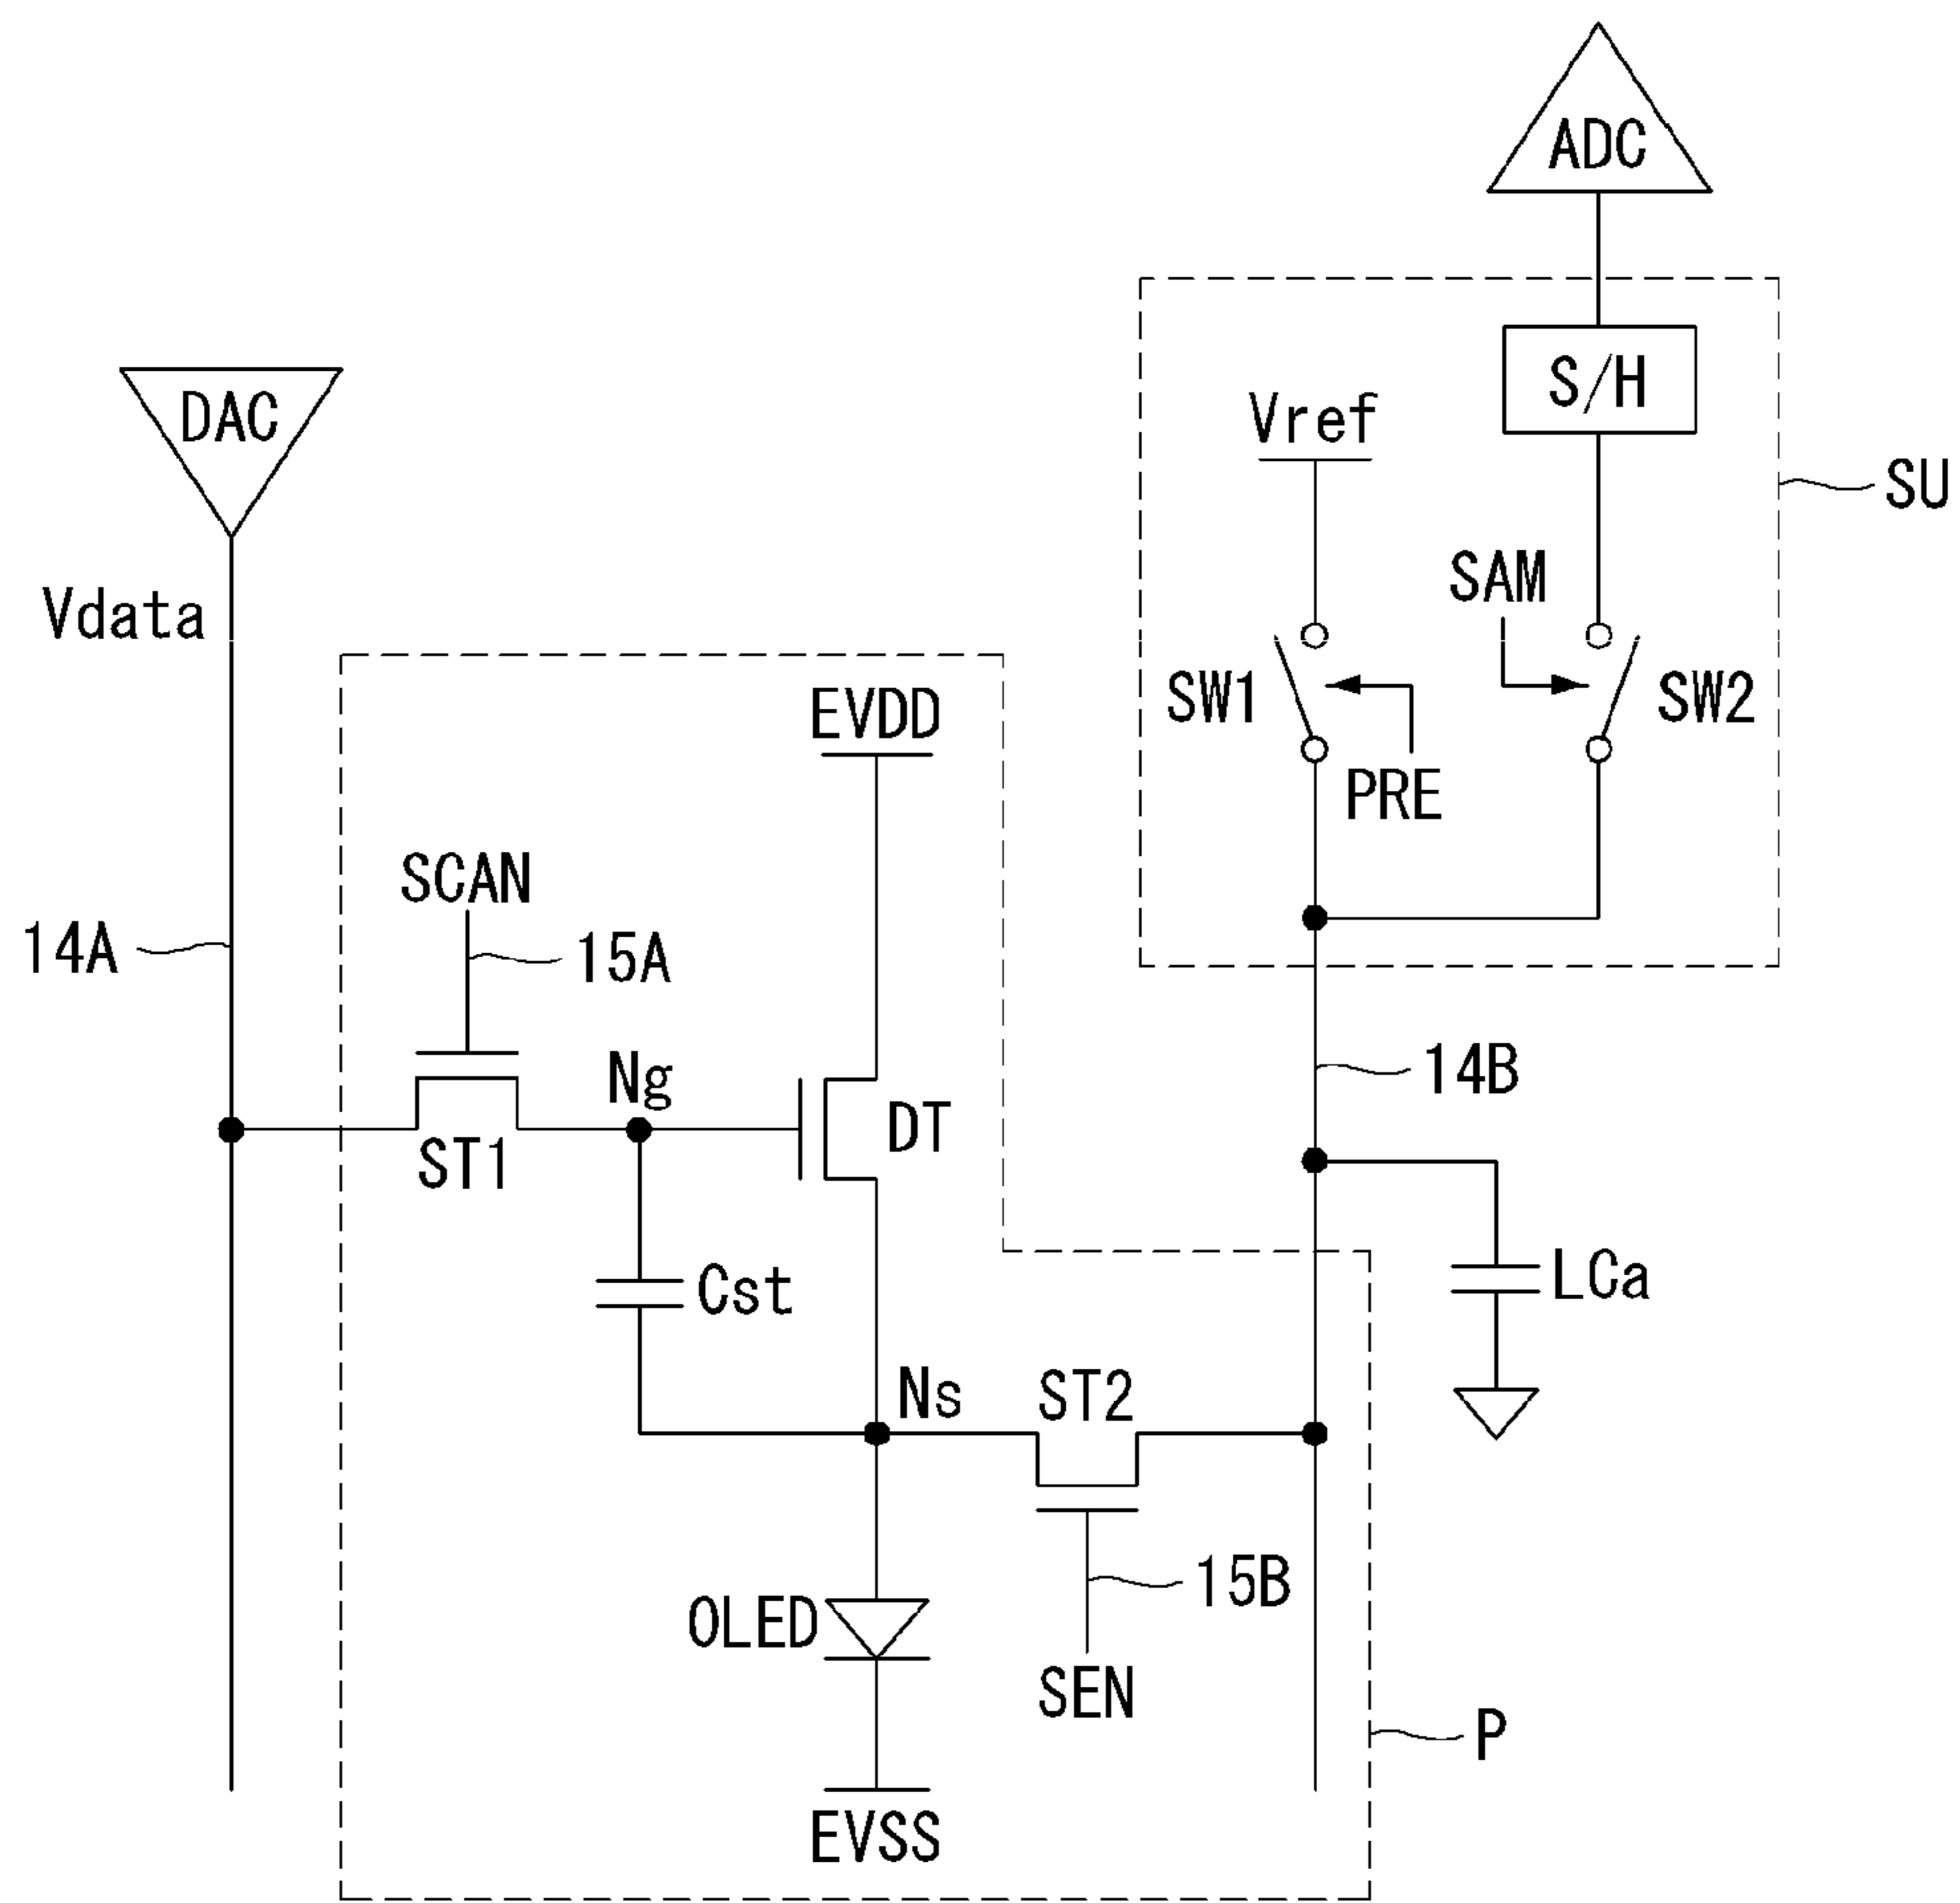 ADC
S/H
Vref
DAC
SU
SAM
Vdata
SW1
SW2
EVDD
PRE
SCAN
14A
15A
Ng
14B
DT
ST1
Cst
LCa
Ns
ST2
15B
OLED
SEN
P
EVSS